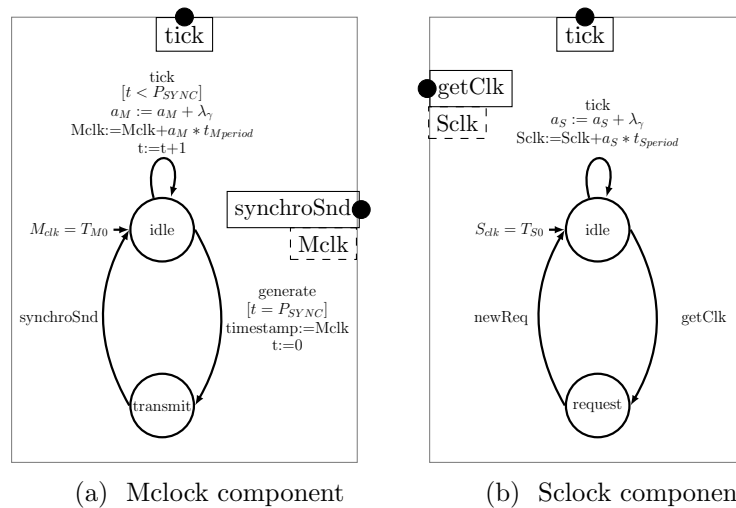 tick
tick
[t < P_SYNC]
a_M := a_M + λ_γ
Mclk:=Mclk+a_M * t_Mperiod
t:=t+1
synchroSnd
Mclk
M_clk = T_M0
idle
generate
[t = P_SYNC]
timestamp:=Mclk
t:=0
synchroSnd
transmit
(a) Mclock component
tick
getClk
Sclk
tick
a_S := a_S + λ_γ
Sclk:=Sclk+a_S * t_Speriod
S_clk = T_S0
idle
newReq
getClk
request
(b) Sclock componen